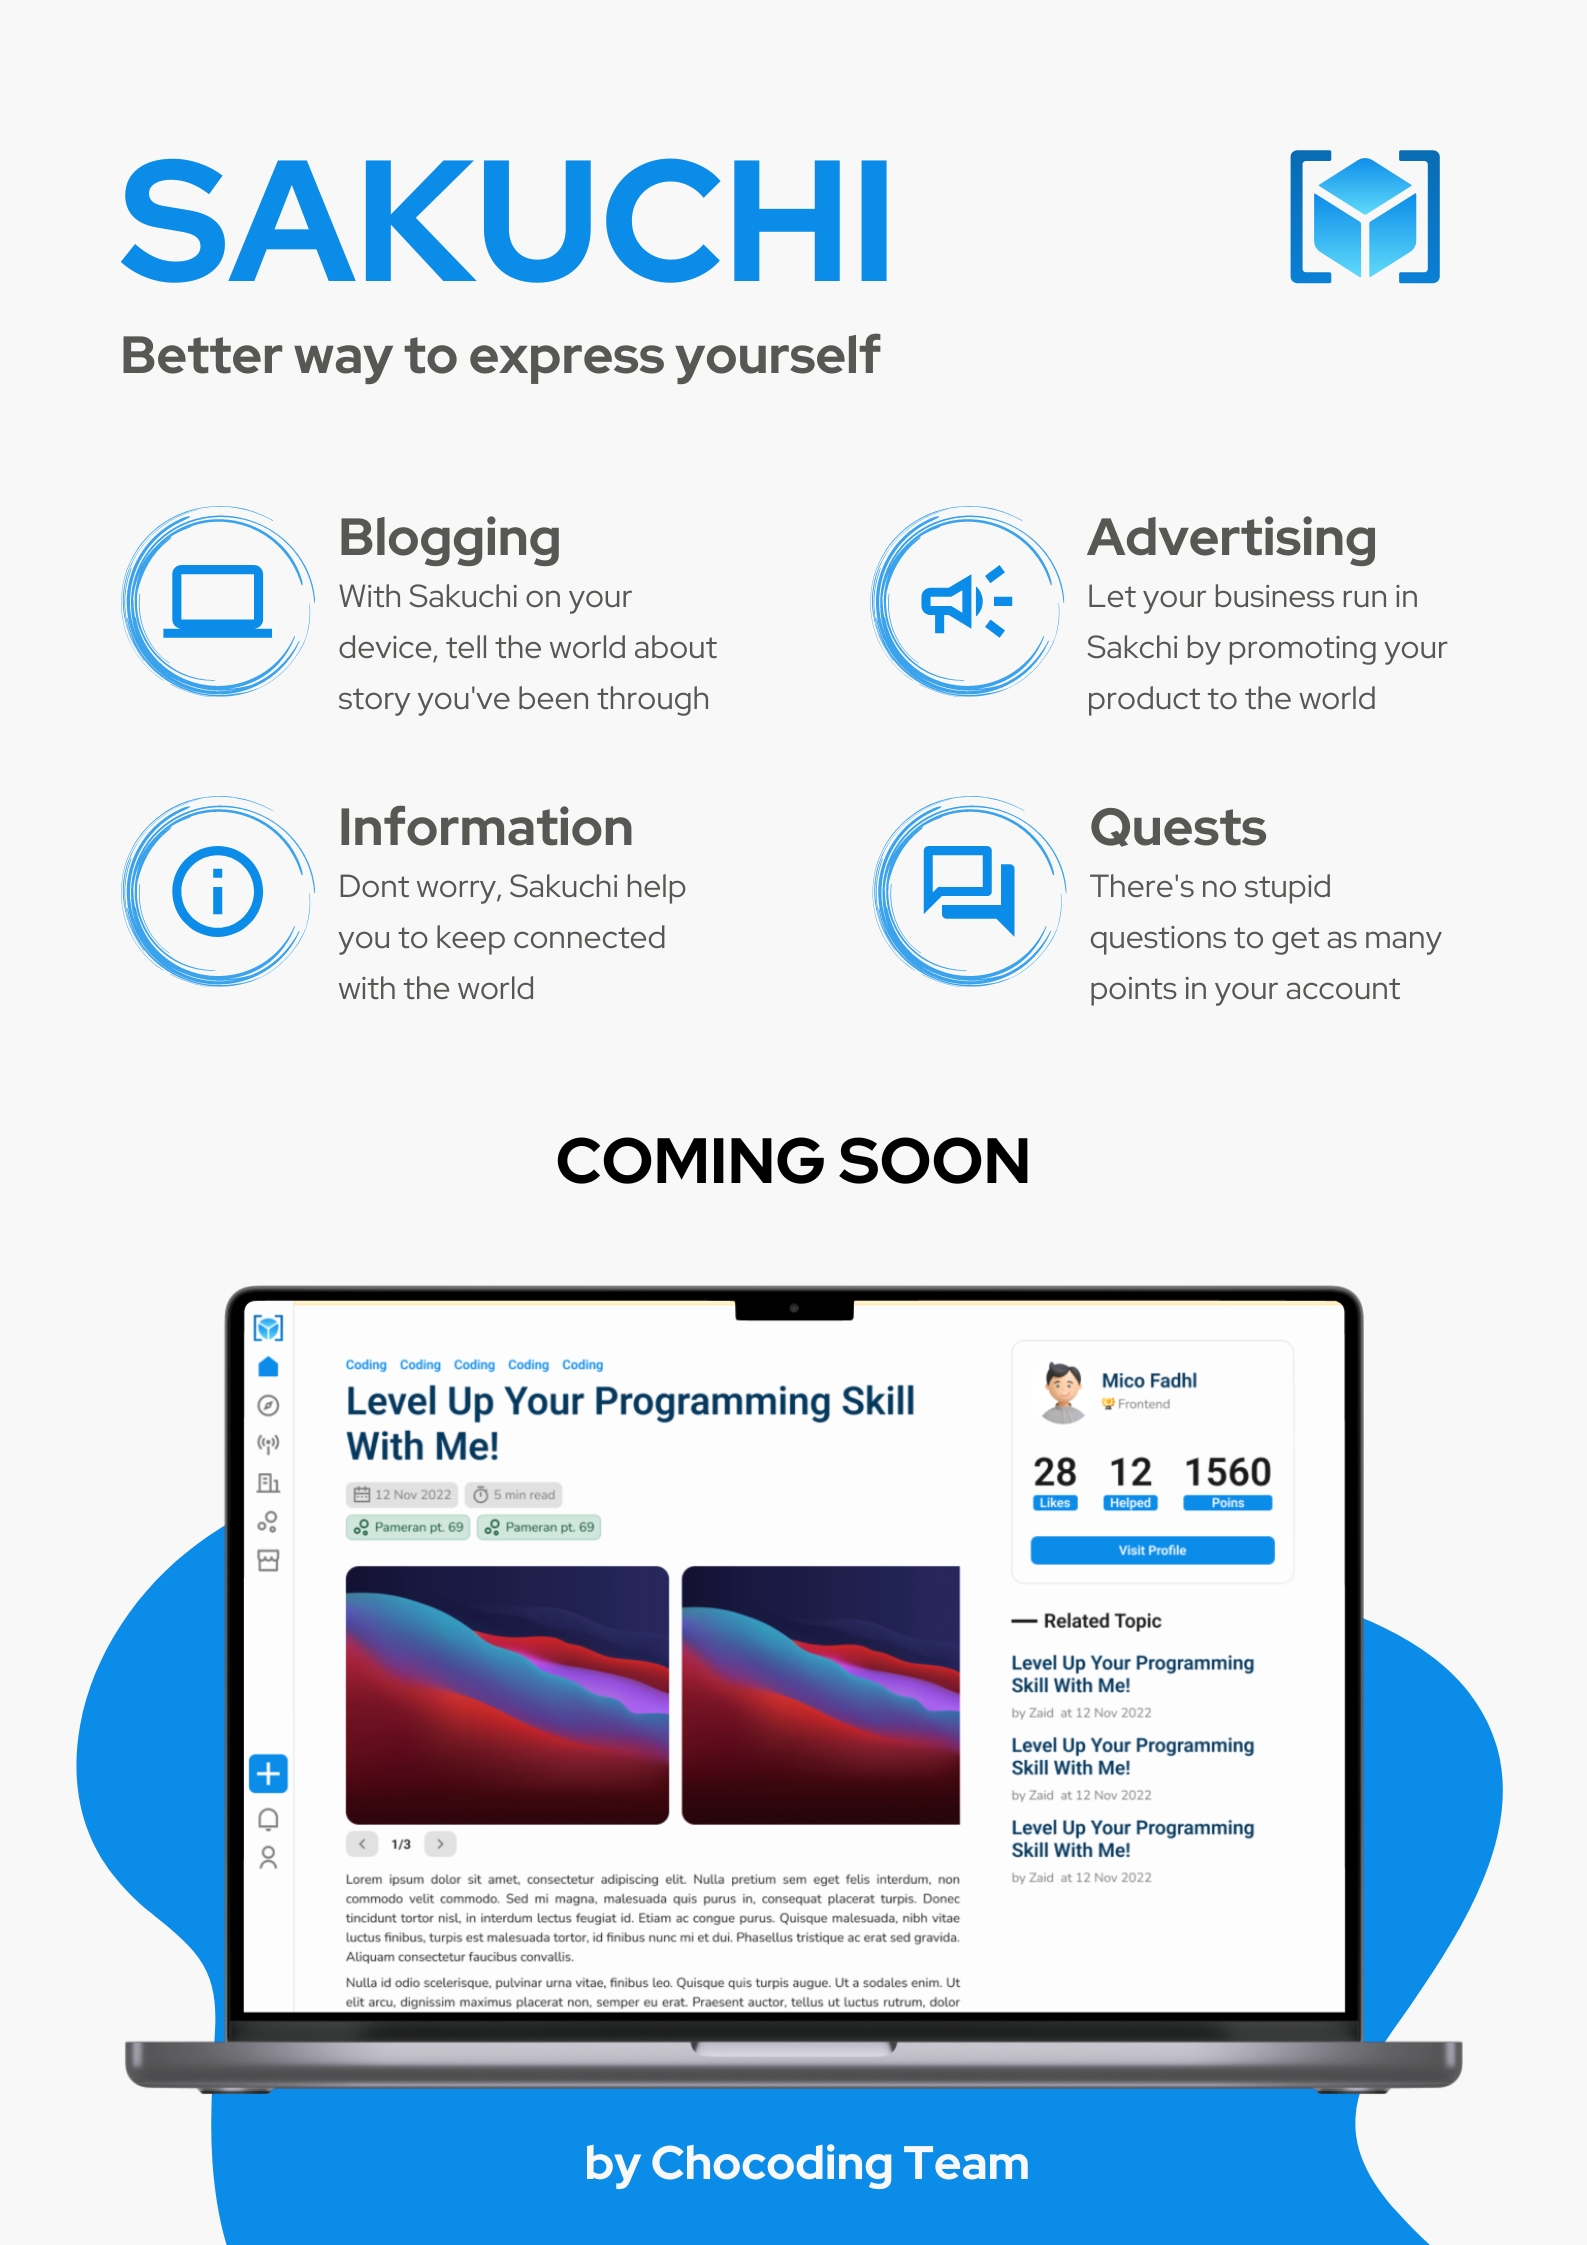 SAKUCHI
Better way to express yourself
Blogging
With Sakuchi on your
device, tell the world about
story you've been through
Advertising
Let your business run in
Sakchi by promoting your
product to the world
Information
Dont worry, Sakuchi help
you to keep connected
with the world
Quests
There's no stupid
questions to get as many
points in your account
COMING SOON
Coding Coding Coding Coding Coding
Level Up Your Programming Skill
With Me!
12 Nov 2022 5 min read
Pameran pt. 69 Pameran pt. 69
1/3
Lorem ipsum dolor sit amet, consectetur adipiscing elit. Nulla pretium sem eget felis interdum, non
commodo velit commodo. Sed mi magna, malesuada quis purus in, consequat placerat turpis. Donec
tincidunt tortor nisl, in interdum lectus feugiat id. Etiam ac congue purus. Quisque malesuada, nibh vitae
luctus finibus, turpis est malesuada tortor, id finibus nunc mi et dui. Phasellus tristique ac erat sed gravida.
Aliquam consectetur faucibus convallis.
Nulla id odio scelerisque, pulvinar urna vitae, finibus leo. Quisque quis turpis augue. Ut a sodales enim. Ut
elit arcu, dignissim maximus placerat non, semper eu erat. Praesent auctor, tellus ut luctus rutrum, dolor
Mico Fadhl
Frontend
28 12 1560
Likes Helped Poins
Visit Profile
Related Topic
Level Up Your Programming
Skill With Me!
by Zaid at 12 Nov 2022
Level Up Your Programming
Skill With Me!
by Zaid at 12 Nov 2022
Level Up Your Programming
Skill With Me!
by Zaid at 12 Nov 2022
by Chocoding Team